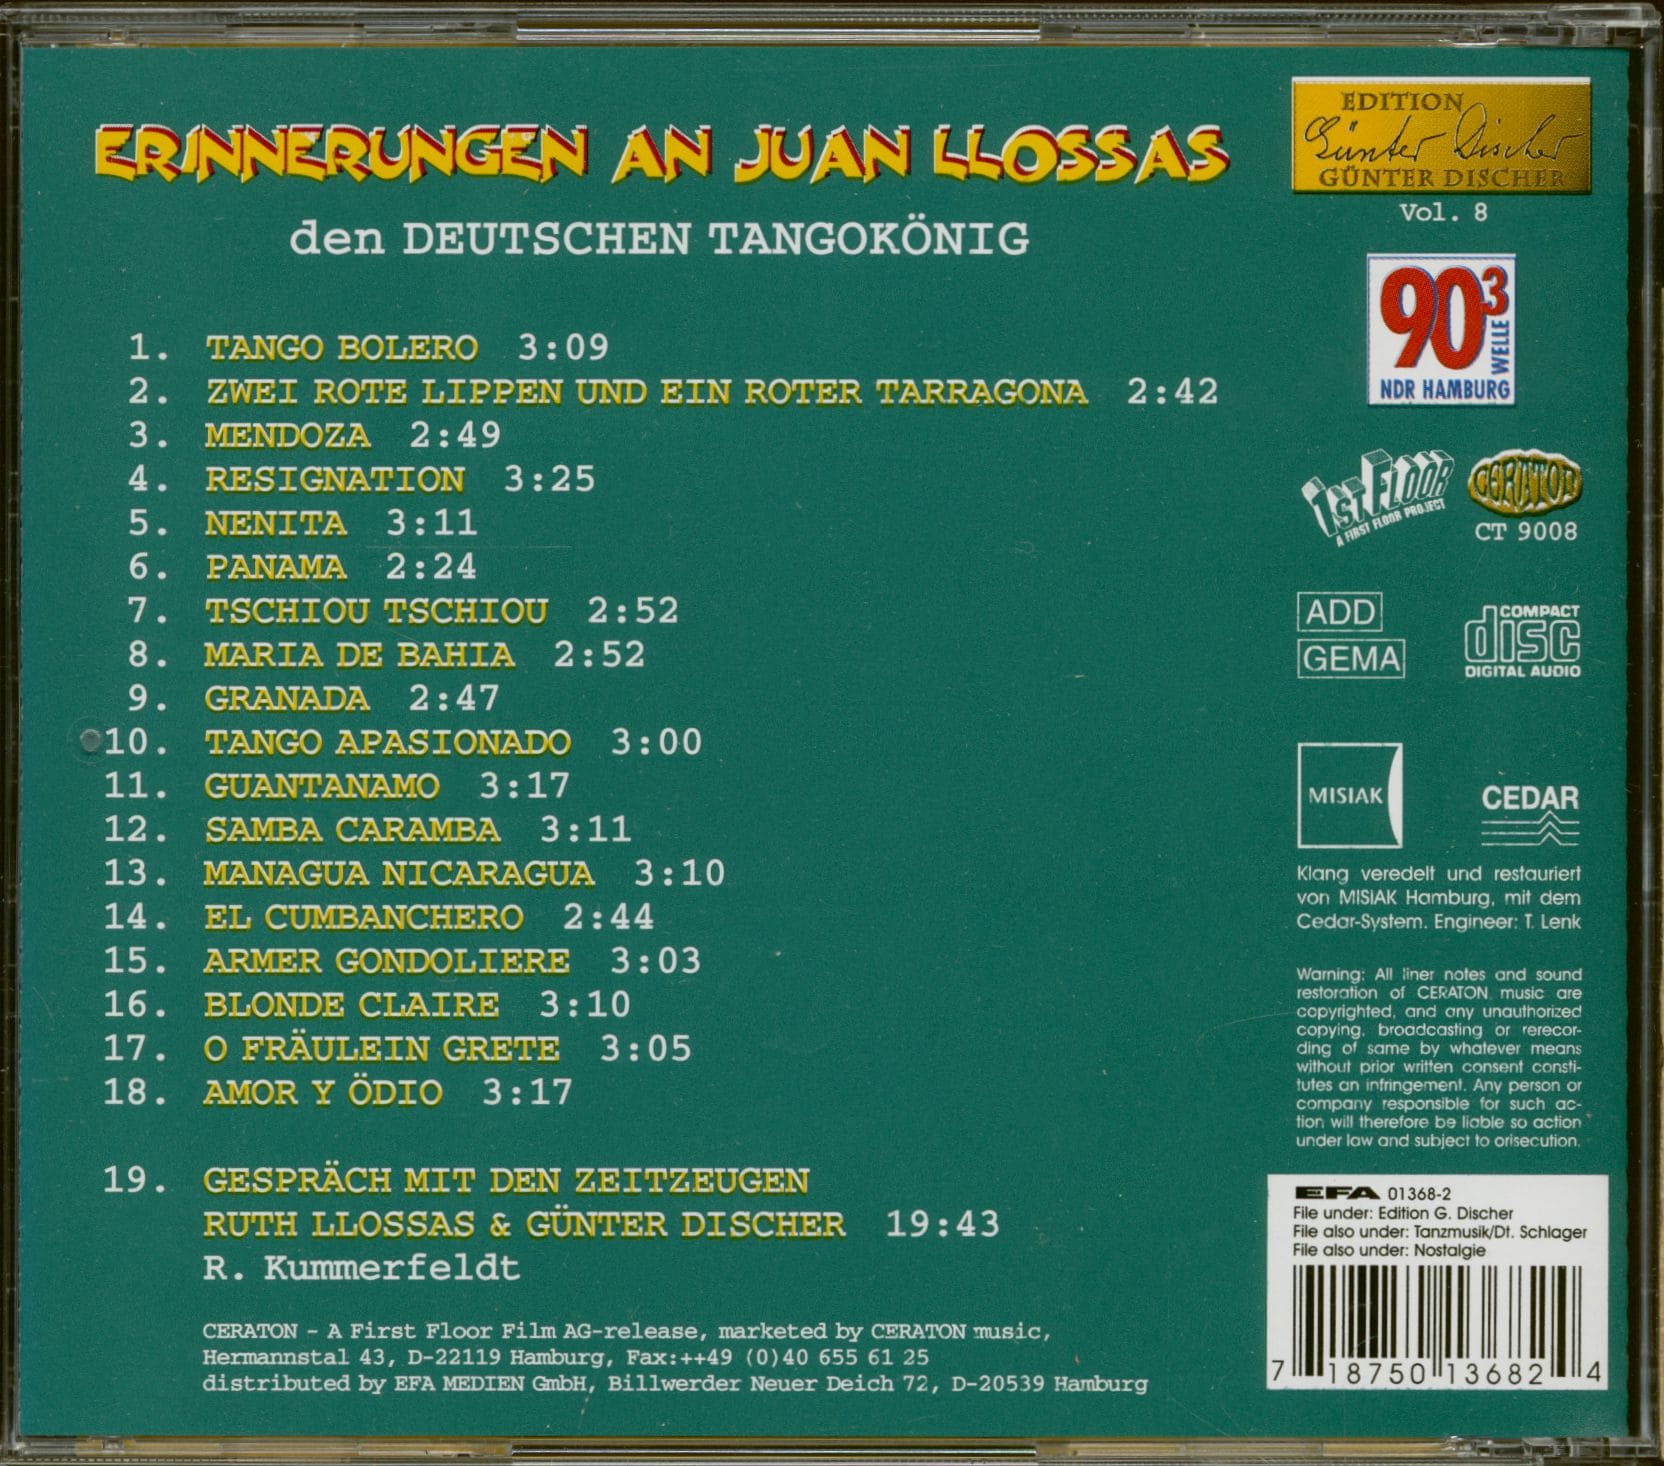 ERINNERUNGEN AN JUAN LLOSSAS
den DEUTSCHEN TANGOKÖNIG
1. TANGO BOLERO 3:09
2. ZWEI ROTE LIPPEN UND EIN ROTER TARRAGONA 2:42
3. MENDOZA 2:49
4. RESIGNATION 3:25
5. NENITA 3:11
6. PANAMA 2:24
7. TSCHIOU TSCHIOU 2:52
8. MARIA DE BAHIA 2:52
9. GRANADA 2:47
10. TANGO APASIONADO 3:00
11. GUANTANAMO 3:17
12. SAMBA CARAMBA 3:11
13. MANAGUA NICARAGUA 3:10
14. EL CUMBANCHERO 2:44
15. ARMER GONDOLIERE 3:03
16. BLONDE CLAIRE 3:10
17. O FRÄULEIN GRETE 3:05
18. AMOR Y ÖDIO 3:17
19. GESPRÄCH MIT DEN ZEITZEUGEN
RUTH LLOSSAS & GÜNTER DISCHER 19:43
R. Kummerfeldt
CERATON - A First Floor Film AG-release, marketed by CERATON music,
Hermannstal 43, D-22119 Hamburg, Fax:++49 (0)40 655 61 25
distributed by EFA MEDIEN GmbH, Billwerder Neuer Deich 72, D-20539 Hamburg
EDITION
Günter Discher
GÜNTER DISCHER
Vol. 8
90³
WELLE
NDR HAMBURG
1ST FLOOR
A FIRST FLOOR PROJECT
CERATON
CT 9008
ADD
GEMA
COMPACT
disc
DIGITAL AUDIO
MISIAK
CEDAR
Klang veredelt und restauriert
von MISIAK Hamburg, mit dem
Cedar-System. Engineer: T. Lenk
Warning: All liner notes and sound
restoration of CERATON music are
copyrighted, and any unauthorized
copying, broadcasting or rerecor-
ding of same by whatever means
without prior written consent consti-
tutes an infringement. Any person or
company responsible for such ac-
tion will therefore be liable so action
under law and subject to orisecution.
EFA 01368-2
File under: Edition G. Discher
File also under: Tanzmusik/Dt. Schlager
File also under: Nostalgie
7 18750 13682 4